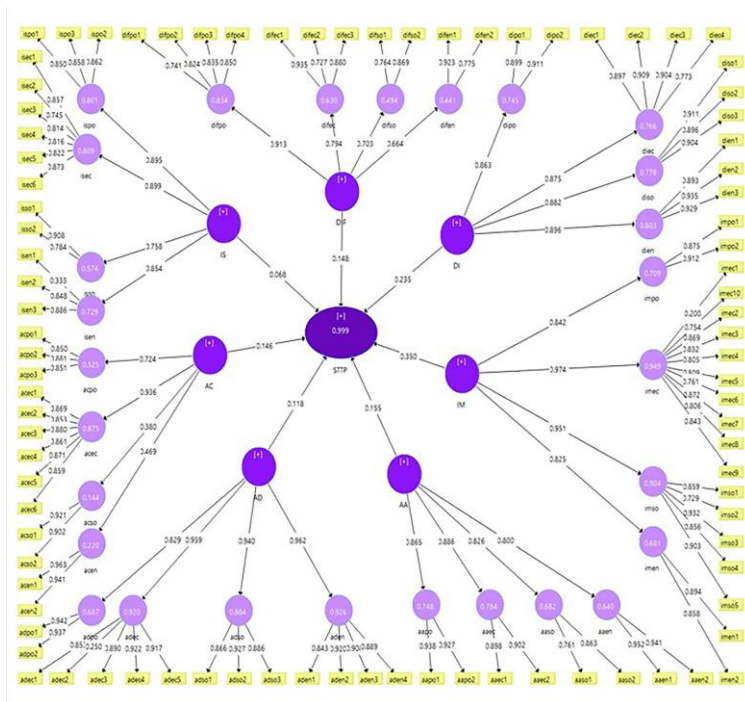 ispo1 ispo3 ispo2 difpo1 difpo2 difpo3 difpo4 difec1 difec2 difec3 difso1 difso2 difen1 difen2 dipo1 dipo2 diec1 diec2 diec3 diec4
isec1
isec2
isec3
isec4
isec5
isec6
0.850 0.858 0.862
0.801
ispo
0.857
0.745
0.814
0.816
0.822
0.873
0.809
isec
0.741 0.824 0.835 0.850
0.834
difpo
0.935 0.727 0.880
0.630
difec
0.764 0.869
0.494
difso
0.923 0.775
0.441
difen
0.899 0.911
0.745
dipo
0.897 0.909 0.904 0.773
0.766
diec
diso1
diso2
diso3
dien1
dien2
dien3
0.911
0.896
0.904
0.778
diso
0.893
0.935
0.929
0.803
dien
0.895
0.899
0.758
0.854
[+]
IS
0.068
0.913 0.794 0.703 0.664
[+]
DIF
0.148
0.863
0.875
0.882
0.896
[+]
DI
0.235
isso1
isso2
0.908
0.784
0.574
isen1
isen2
isen3
0.333
0.848
0.886
0.729
isen
impo1
impo2
0.875
0.912
0.709
impo
[+]
0.999
STTP
acpo1
acpo2
acpo3
0.850
0.851
0.525
acpo
0.724
0.936
0.380
0.469
[+]
AC
0.146
0.350
[+]
IM
0.842
0.974
0.951
0.825
imec1
imec10
imec2
imec3
imec4
imec5
imec6
imec7
imec8
imec9
0.200
0.754
0.869
0.832
0.805
0.761
0.872
0.806
0.843
0.949
imec
acec1
acec2
acec3
acec4
acec5
acec6
0.869
0.880
0.861
0.871
0.859
0.875
acec
acso1
acso2
0.921
0.902
0.144
acso
acen1
acen2
0.963
0.941
0.220
acen
0.118
[+]
AD
0.829 0.940 0.962
0.155
[+]
AA
0.865 0.886 0.826 0.800
imso1
imso2
imso3
imso4
imso5
0.859
0.729
0.932
0.856
0.903
0.904
imso
imen1
imen2
0.894
0.858
0.681
imen
adpo1
adpo2
0.942
0.937
0.687
0.920
adec
0.250 0.890 0.922 0.917
0.884
adso
0.866 0.927 0.886
0.926
aden
0.843 0.889
0.748
aapo
0.938 0.927
0.784
aaec
0.898 0.902
0.682
aaso
0.761 0.863
0.640
aaen
0.952 0.941
adec1 adec2 adec3 adec4 adec5 adso1 adso2 adso3 aden1 aden2 aden3 aden4 aapo1 aapo2 aaec1 aaec2 aaso1 aaso2 aaen1 aaen2